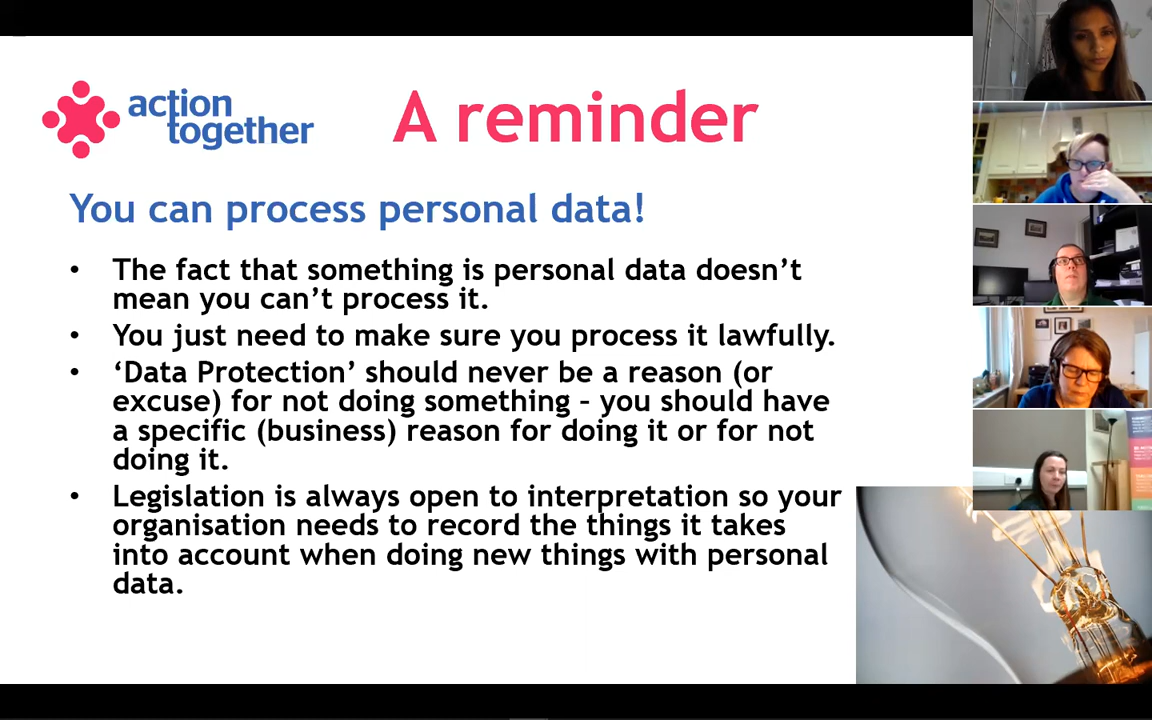 action
together
A reminder
You can process personal data!
• The fact that something is personal data doesn’t
mean you can’t process it.
• You just need to make sure you process it lawfully.
• ‘Data Protection’ should never be a reason (or
excuse) for not doing something – you should have
a specific (business) reason for doing it or for not
doing it.
• Legislation is always open to interpretation so your
organisation needs to record the things it takes
into account when doing new things with personal
data.